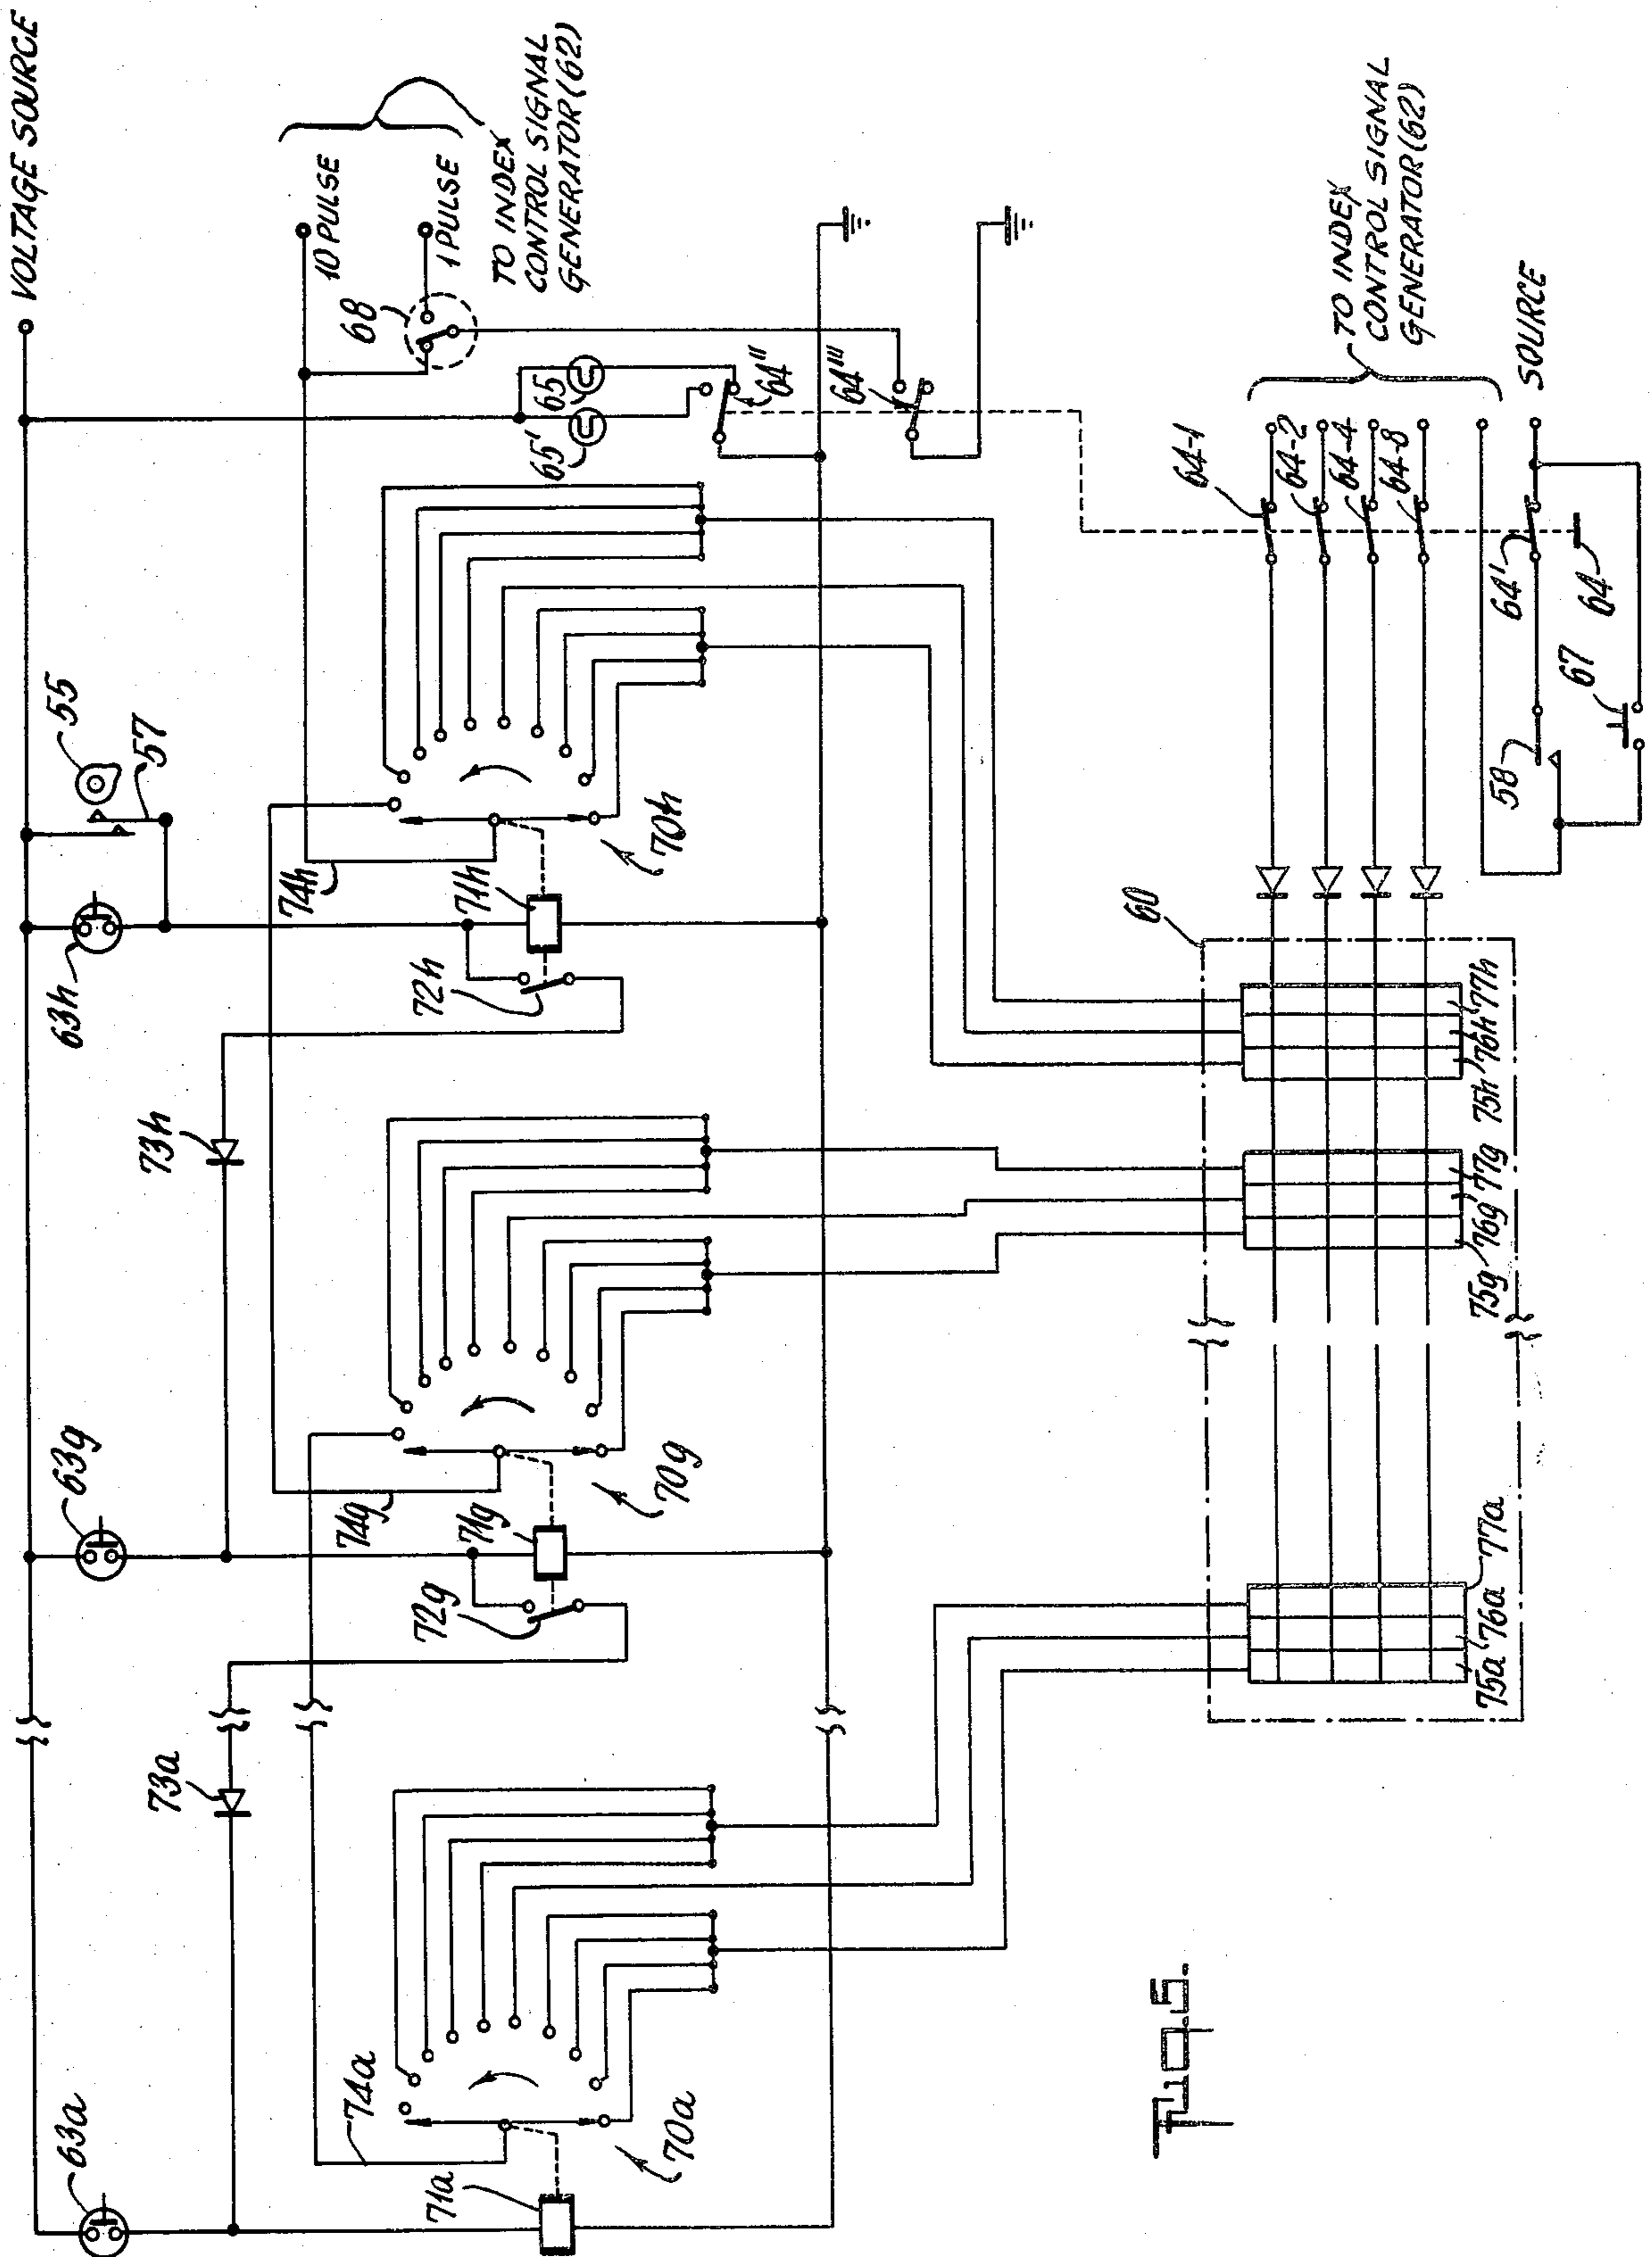 VOLTAGE SOURCE
10 PULSE
1 PULSE
TO INDEX
CONTROL SIGNAL
GENERATOR (62)
68
65
65'
64''
64'''
55
57
63h
74h
71h
72h
70h
73h
63g
74g
71g
72g
70g
73a
63a
74a
71a
70a
TO INDEX
CONTROL SIGNAL
GENERATOR (62)
SOURCE
64-1
64-2
64-4
64-8
64'
64
67
58
60
75h
76h
77h
75g
76g
77g
75a
76a
77a
Fig. 5.